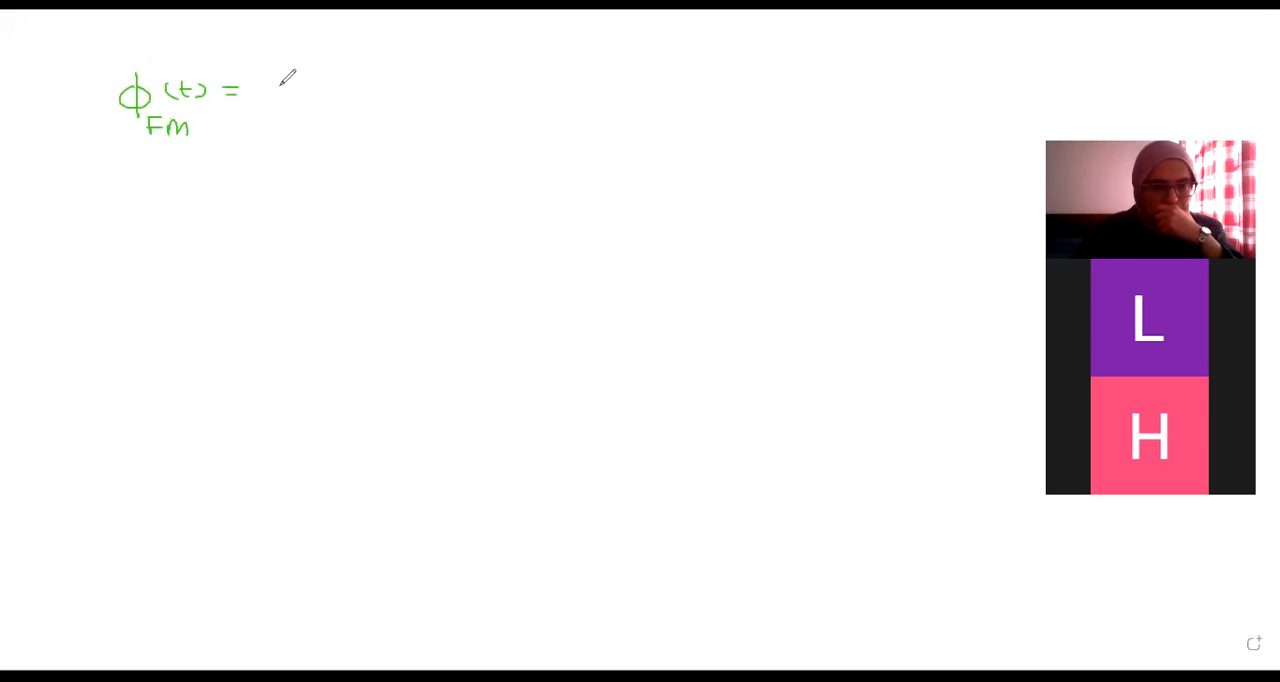 ϕ (t) =
Fm
L
H